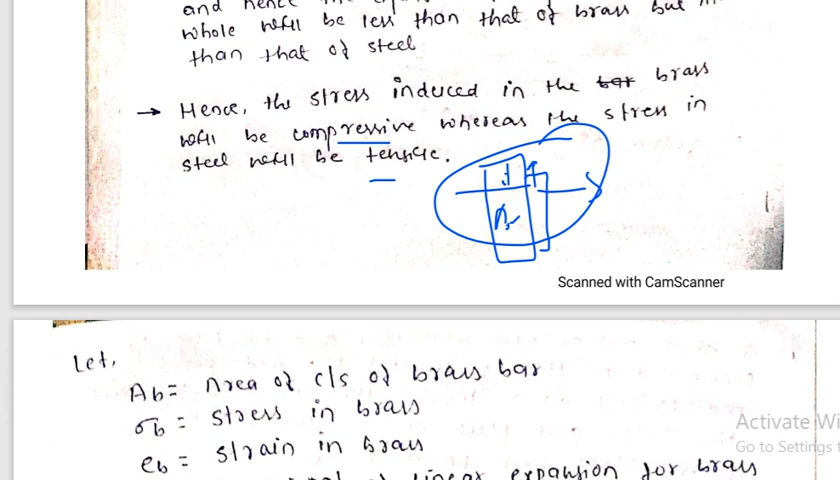 and hence the
whole will be less than that of brass but
than that of steel
→ Hence, the stress induced in the bar brass
will be compressive whereas the stress in
steel will be tensile.
Br
Scanned with CamScanner
Let,
Ab = Area of c/s of brass bar
σb = stress in brass
eb = strain in brass
linear expansion for brass
Activate Wi
Go to Settings t